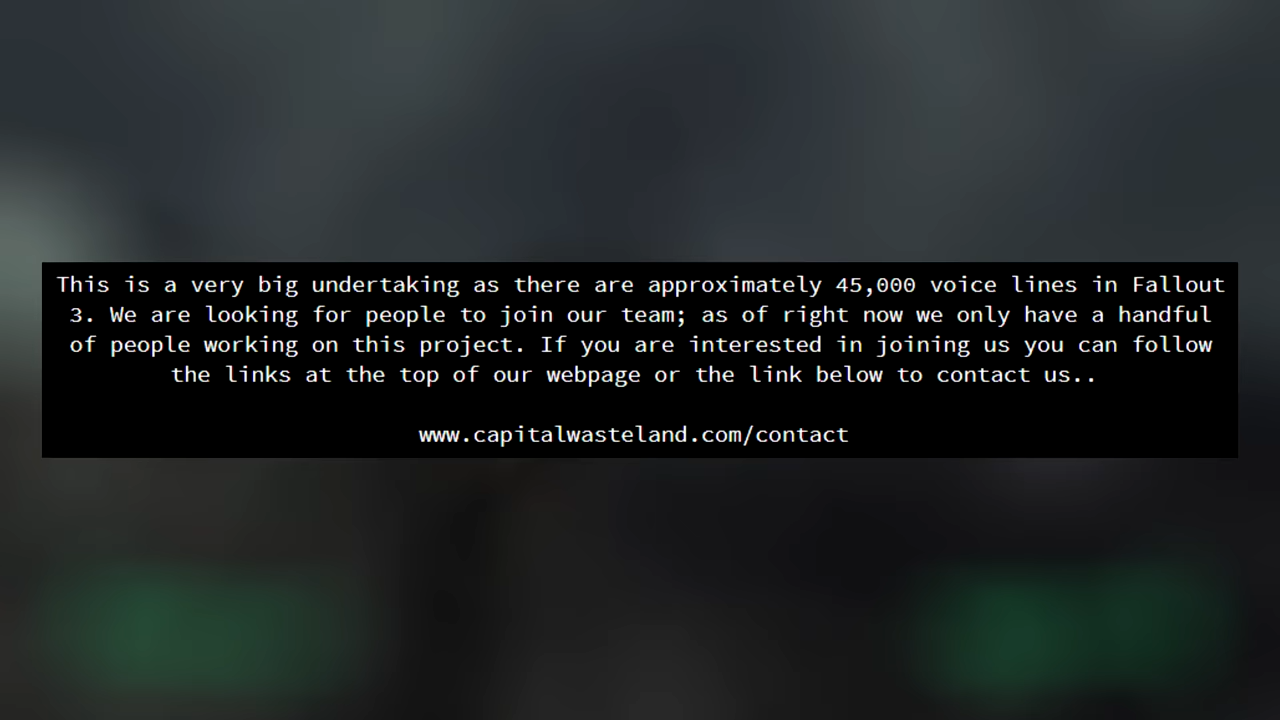 This is a very big undertaking as there are approximately 45,000 voice lines in Fallout
3. We are looking for people to join our team; as of right now we only have a handful
of people working on this project. If you are interested in joining us you can follow
the links at the top of our webpage or the link below to contact us..
www.capitalwasteland.com/contact